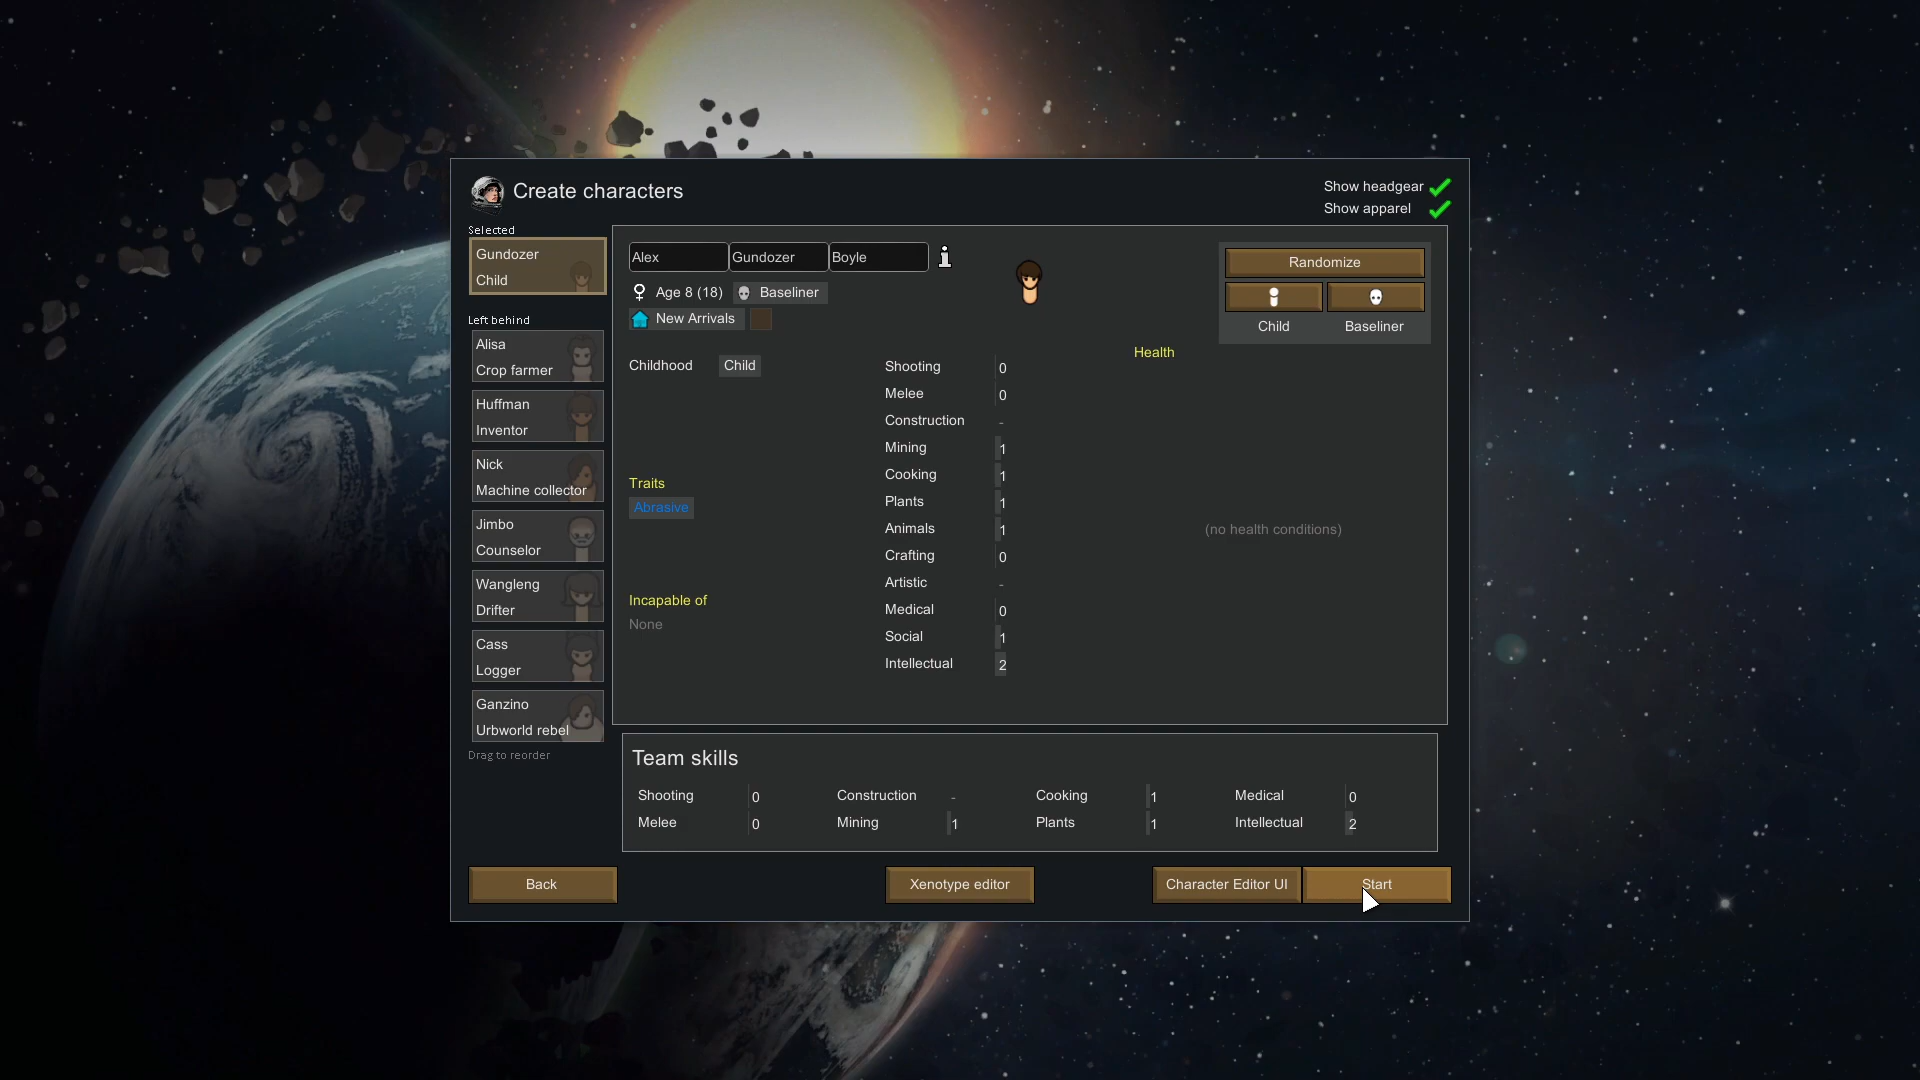 Create characters
Show headgear
Show apparel
Selected
Gundozer
Child
Left behind
Alisa
Crop farmer
Huffman
Inventor
Nick
Machine collector
Jimbo
Counselor
Wangleng
Drifter
Cass
Logger
Ganzino
Urbworld rebel
Drag to reorder
Alex Gundozer Boyle
Age 8 (18) Baseliner
New Arrivals
Childhood Child
Traits
Abrasive
Incapable of
None
Shooting 0
Melee 0
Construction -
Mining 1
Cooking 1
Plants 1
Animals 1
Crafting 0
Artistic -
Medical 0
Social 1
Intellectual 2
Randomize
Child Baseliner
Health
(no health conditions)
Team skills
Shooting 0 Construction - Cooking 1 Medical 0
Melee 0 Mining 1 Plants 1 Intellectual 2
Back Xenotype editor Character Editor UI Start